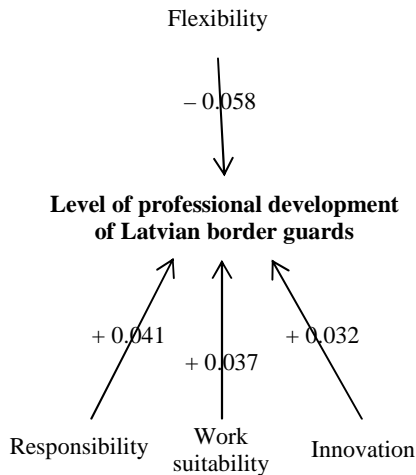 Flexibility
– 0.058
Level of professional development
of Latvian border guards
+ 0.041
+ 0.037
+ 0.032
Responsibility
Work
suitability
Innovation